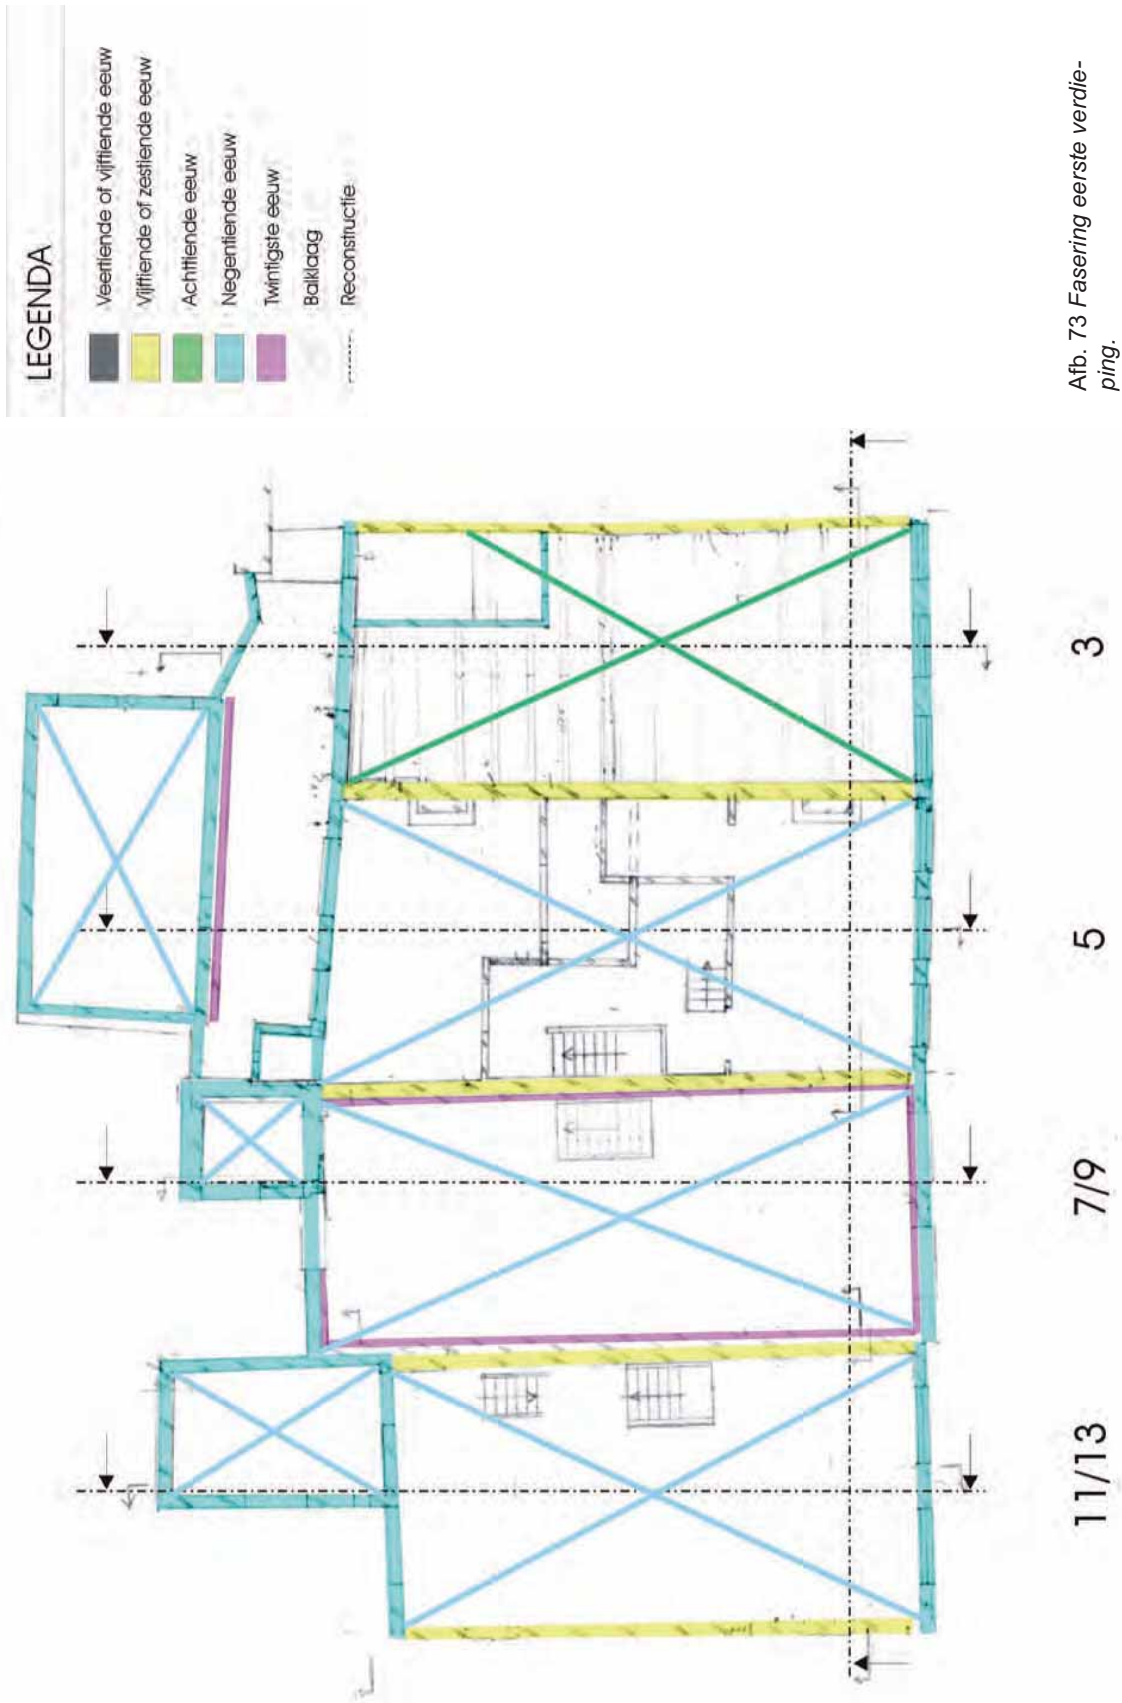 LEGENDA
Veertiende of vijftiende eeuw
Vijftiende of zestiende eeuw
Achttiende eeuw
Negentiende eeuw
Twintigste eeuw
Balklaag
Reconstructie
11/13
7/9
5
3
Afb. 73 Fasering eerste verdie-
ping.